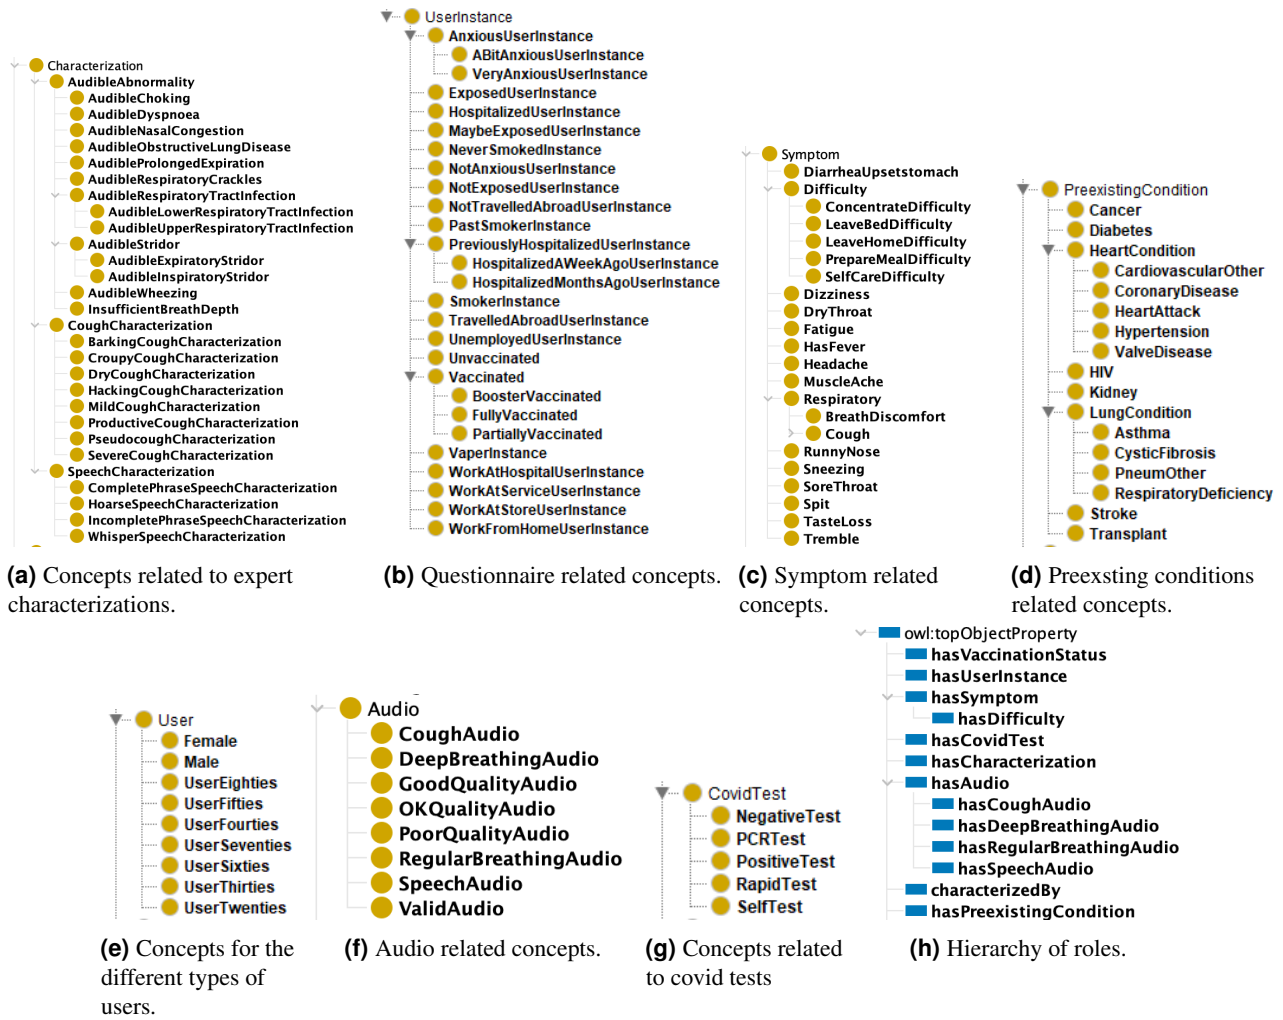 Characterization
AudibleAbnormality
AudibleChoking
AudibleDyspnoea
AudibleNasalCongestion
AudibleObstructiveLungDisease
AudibleProlongedExpiration
AudibleRespiratoryCrackles
AudibleRespiratoryTractInfection
AudibleLowerRespiratoryTractInfection
AudibleUpperRespiratoryTractInfection
AudibleStridor
AudibleExpiratoryStridor
AudibleInspiratoryStridor
AudibleWheezing
InsufficientBreathDepth
CoughCharacterization
BarkingCoughCharacterization
CroupyCoughCharacterization
DryCoughCharacterization
HackingCoughCharacterization
MildCoughCharacterization
ProductiveCoughCharacterization
PseudocoughCharacterization
SevereCoughCharacterization
SpeechCharacterization
CompletePhraseSpeechCharacterization
HoarseSpeechCharacterization
IncompletePhraseSpeechCharacterization
WhisperSpeechCharacterization
(a) Concepts related to expert
characterizations.
UserInstance
AnxiousUserInstance
ABitAnxiousUserInstance
VeryAnxiousUserInstance
ExposedUserInstance
HospitalizedUserInstance
MaybeExposedUserInstance
NeverSmokedInstance
NotAnxiousUserInstance
NotExposedUserInstance
NotTravelledAbroadUserInstance
PastSmokerInstance
PreviouslyHospitalizedUserInstance
HospitalizedAWeekAgoUserInstance
HospitalizedMonthsAgoUserInstance
SmokerInstance
TravelledAbroadUserInstance
UnemployedUserInstance
Unvaccinated
Vaccinated
BoosterVaccinated
FullyVaccinated
PartiallyVaccinated
VaperInstance
WorkAtHospitalUserInstance
WorkAtServiceUserInstance
WorkAtStoreUserInstance
WorkFromHomeUserInstance
(b) Questionnaire related concepts.
Symptom
DiarrheaUpsetstomach
Difficulty
ConcentrateDifficulty
LeaveBedDifficulty
LeaveHomeDifficulty
PrepareMealDifficulty
SelfCareDifficulty
Dizziness
DryThroat
Fatigue
HasFever
Headache
MuscleAche
Respiratory
BreathDiscomfort
Cough
RunnyNose
Sneezing
SoreThroat
Spit
TasteLoss
Tremble
(c) Symptom related
concepts.
PreexistingCondition
Cancer
Diabetes
HeartCondition
CardiovascularOther
CoronaryDisease
HeartAttack
Hypertension
ValveDisease
HIV
Kidney
LungCondition
Asthma
CysticFibrosis
PneumOther
RespiratoryDeficiency
Stroke
Transplant
(d) Preexsting conditions
related concepts.
User
Female
Male
UserEighties
UserFifties
UserFourties
UserSeventies
UserSixties
UserThirties
UserTwenties
(e) Concepts for the
different types of
users.
Audio
CoughAudio
DeepBreathingAudio
GoodQualityAudio
OKQualityAudio
PoorQualityAudio
RegularBreathingAudio
SpeechAudio
ValidAudio
(f) Audio related concepts.
CovidTest
NegativeTest
PCRTest
PositiveTest
RapidTest
SelfTest
(g) Concepts related
to covid tests
owl:topObjectProperty
hasVaccinationStatus
hasUserInstance
hasSymptom
hasDifficulty
hasCovidTest
hasCharacterization
hasAudio
hasCoughAudio
hasDeepBreathingAudio
hasRegularBreathingAudio
hasSpeechAudio
characterizedBy
hasPreexistingCondition
(h) Hierarchy of roles.